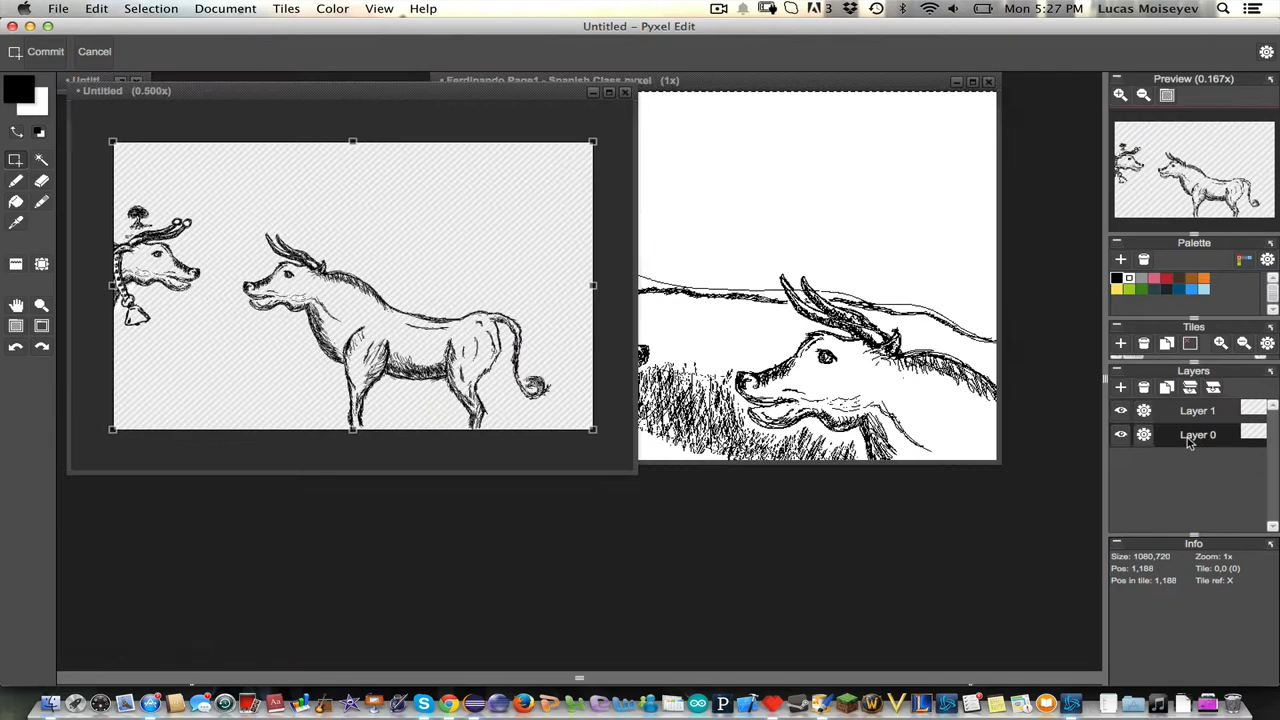 File Edit Selection Document Tiles Color View Help 3 Mon 5:27 PM Lucas Moiseyev
Untitled – Pyxel Edit
Commit Cancel
Ferdinando Page1 - Spanish Class.pyxel (1x)
• Untitled (0.500x)
Preview (0.167x)
Palette
Tiles
Layers
Layer 1
Layer 0
Info
Size: 1080,720 Zoom: 1x
Pos: 1,188 Tile: 0,0 (0)
Pos in tile: 1,188 Tile ref: X